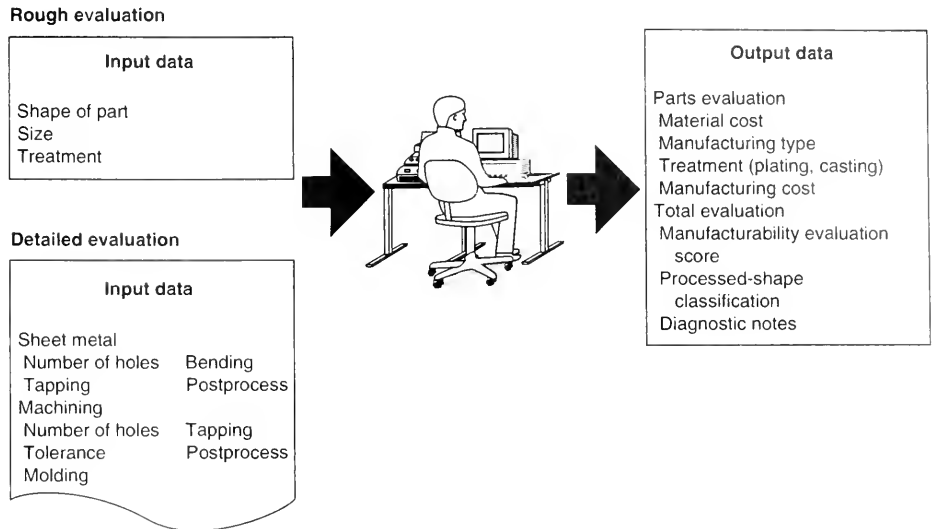 Rough evaluation
Input data
Shape of part
Size
Treatment
Detailed evaluation
Input data
Sheet metal
Number of holes Bending
Tapping Postprocess
Machining
Number of holes Tapping
Tolerance Postprocess
Molding
Output data
Parts evaluation
Material cost
Manufacturing type
Treatment (plating, casting)
Manufacturing cost
Total evaluation
Manufacturability evaluation
score
Processed-shape
classification
Diagnostic notes